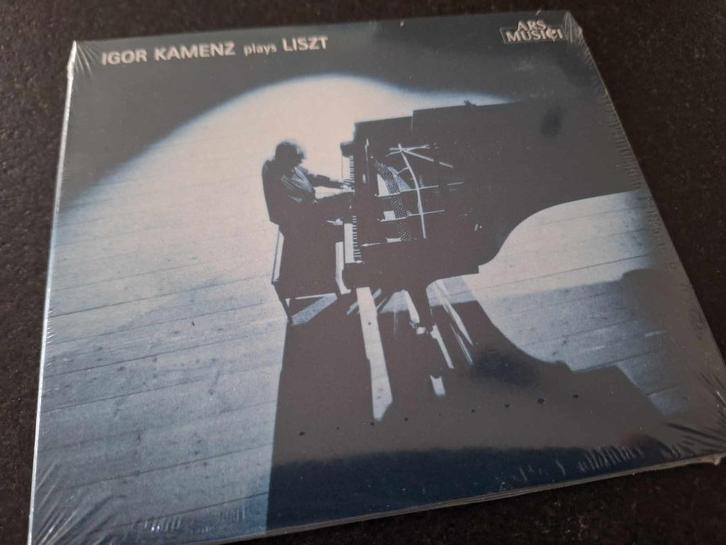 IGOR KAMENZ plays LISZT
ARS
MUSICI